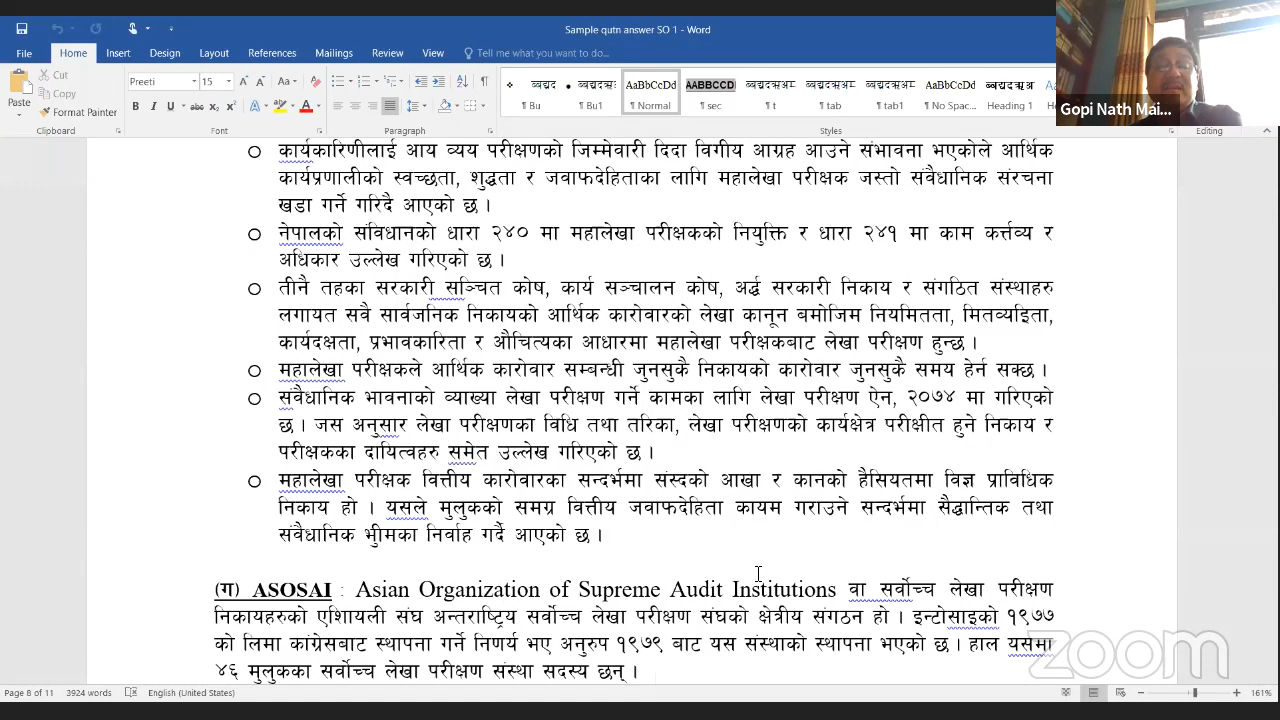 Sample qutn answer SO 1 - Word
File Home Insert Design Layout References Mailings Review View Tell me what you want to do...
Paste
Cut
Copy
Format Painter
Preeti 15
Clipboard Font Paragraph Styles Editing
¶ Bu ¶ Bu1 ¶ Normal ¶ sec ¶ t ¶ tab ¶ tab1 ¶ No Spac... Heading 1
Gopi Nath Mai...
कार्यकारिणीलाई आय व्यय परीक्षणको जिम्मेवारी दिदा विगीय आग्रह आउने संभावना भएकोले आर्थिक
कार्यप्रणालीको स्वच्छता, शुद्धता र जवाफदेहिताका लागि महालेखा परीक्षक जस्तो संवैधानिक संरचना
खडा गर्ने गरिदै आएको छ ।
नेपालको संविधानको धारा २४० मा महालेखा परीक्षकको नियुक्ति र धारा २४१ मा काम कर्त्तव्य र
अधिकार उल्लेख गरिएको छ ।
तीनै तहका सरकारी सञ्चित कोष, कार्य सञ्चालन कोष, अर्द्ध सरकारी निकाय र संगठित संस्थाहरु
लगायत सवै सार्वजनिक निकायको आर्थिक कारोवारको लेखा कानून बमोजिम नियमितता, मितव्यइिता,
कार्यदक्षता, प्रभावकारिता र औचित्यका आधारमा महालेखा परीक्षकबाट लेखा परीक्षण हुन्छ ।
महालेखा परीक्षकले आर्थिक कारोवार सम्बन्धी जुनसुकै निकायको कारोवार जुनसुकै समय हेर्न सक्छ ।
संवैधानिक भावनाको व्याख्या लेखा परीक्षण गर्ने कामका लागि लेखा परीक्षण ऐन, २०७४ मा गरिएको
छ । जस अनुसार लेखा परीक्षणका विधि तथा तरिका, लेखा परीक्षणको कार्यक्षेत्र परीक्षीत हुने निकाय र
परीक्षकका दायित्वहरु समेत उल्लेख गरिएको छ ।
महालेखा परीक्षक वित्तीय कारोवारका सन्दर्भमा संस्दको आखा र कानको हैसियतमा विज्ञ प्राविधिक
निकाय हो । यसले मुलुकको समग्र वित्तीय जवाफदेहिता कायम गराउने सन्दर्भमा सैद्धान्तिक तथा
संवैधानिक भूीमका निर्वाह गर्दै आएको छ ।
(ग) ASOSAI : Asian Organization of Supreme Audit Institutions वा सर्वोच्च लेखा परीक्षण
निकायहरुको एशिायली संघ अन्तराष्ट्रिय सर्वोच्च लेखा परीक्षण संघको क्षेत्रीय संगठन हो । इन्टोसाइको १९७७
को लिमा कांग्रेसबाट स्थापना गर्ने निर्णय भए अनुरुप १९७९ बाट यस संस्थाको स्थापना भएको छ । हाल यसमा
४६ मुलुकका सर्वोच्च लेखा परीक्षण संस्था सदस्य छन् ।
zoom
Page 8 of 11 3924 words English (United States) 161%